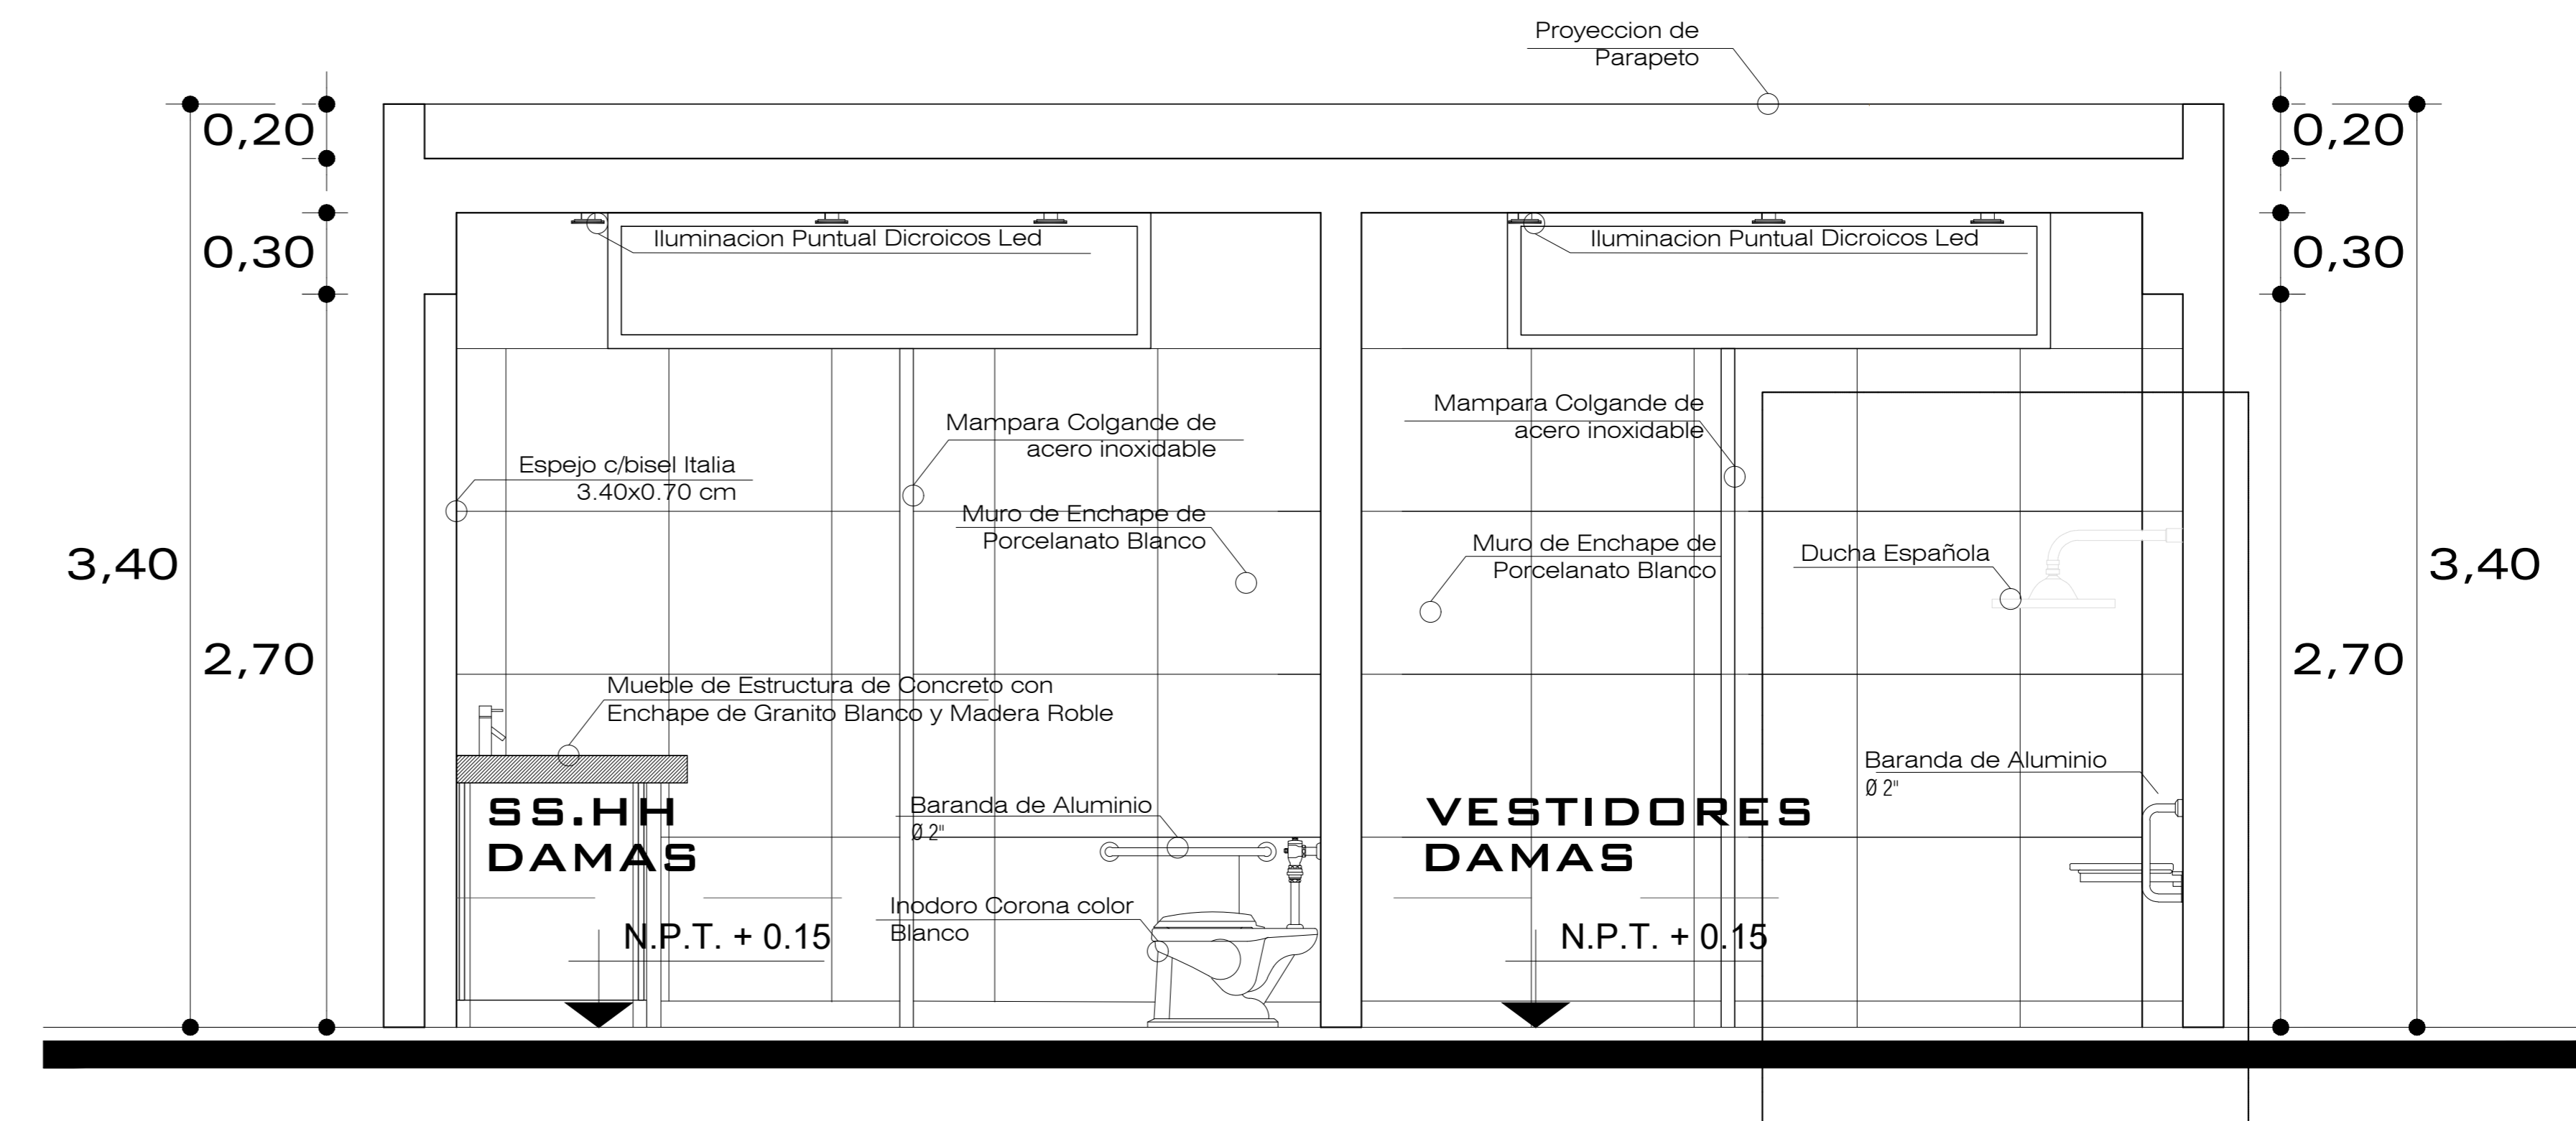 Proyeccion de
Parapeto
0,20
0,20
0,30
0,30
Iluminacion Puntual Dicroicos Led
Iluminacion Puntual Dicroicos Led
Mampara Colgande de
acero inoxidable
Mampara Colgande de
acero inoxidable
Espejo c/bisel Italia
3.40x0.70 cm
Muro de Enchape de
Porcelanato Blanco
Muro de Enchape de
Porcelanato Blanco
Ducha Española
3,40
3,40
2,70
2,70
Mueble de Estructura de Concreto con
Enchape de Granito Blanco y Madera Roble
Baranda de Aluminio
Ø 2"
Baranda de Aluminio
Ø 2"
SS.HH
DAMAS
VESTIDORES
DAMAS
Inodoro Corona color
Blanco
N.P.T. + 0.15
N.P.T. + 0.15